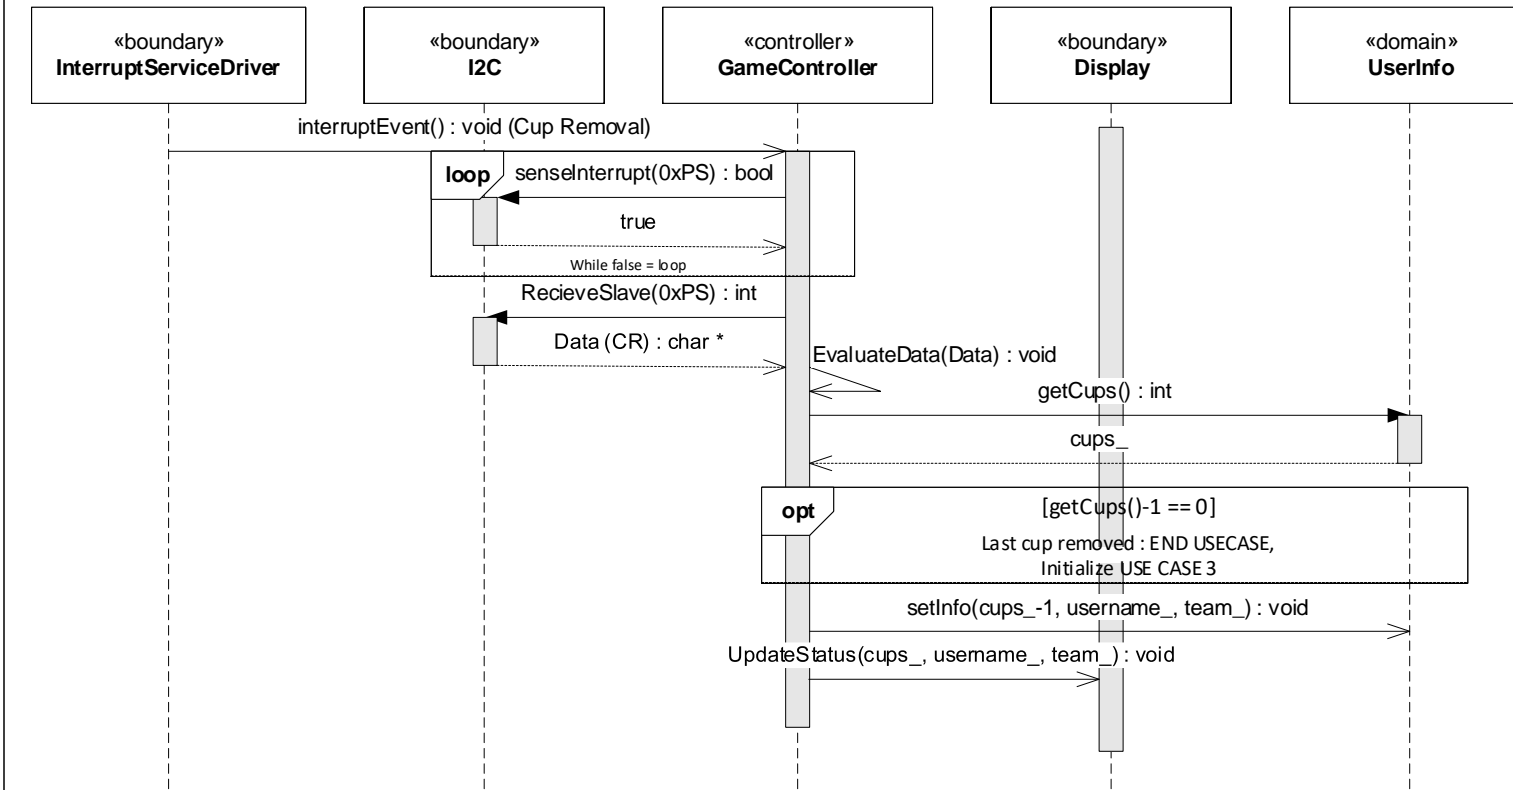 «boundary»
InterruptServiceDriver
«boundary»
I2C
«controller»
GameController
«boundary»
Display
«domain»
UserInfo
interruptEvent() : void (Cup Removal)
loop
senseInterrupt(0xPS) : bool
true
While false = loop
RecieveSlave(0xPS) : int
Data (CR) : char *
EvaluateData(Data) : void
getCups() : int
cups_
opt
[getCups()-1 == 0]
Last cup removed : END USECASE,
Initialize USE CASE 3
setInfo(cups_-1, username_, team_) : void
UpdateStatus(cups_, username_, team_) : void